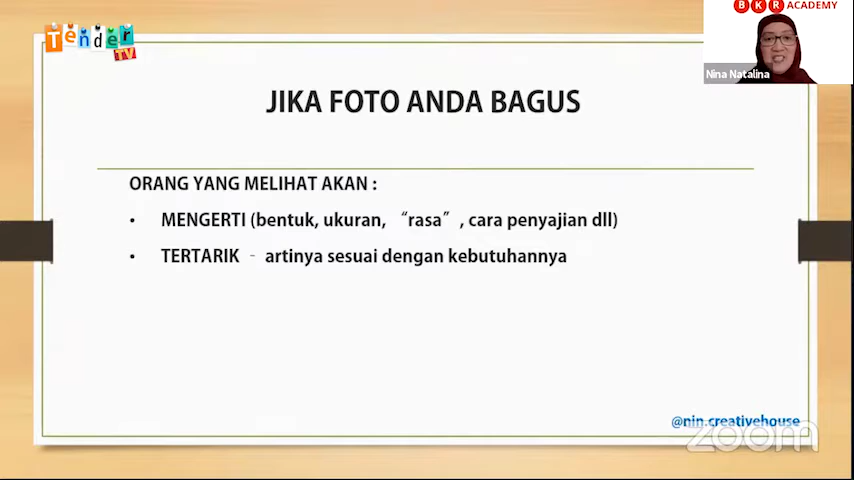 Tender TV
BKR ACADEMY
Nina Natalina
JIKA FOTO ANDA BAGUS
ORANG YANG MELIHAT AKAN :
• MENGERTI (bentuk, ukuran, “rasa” , cara penyajian dll)
• TERTARIK – artinya sesuai dengan kebutuhannya
@nin.creativehouse
zoom